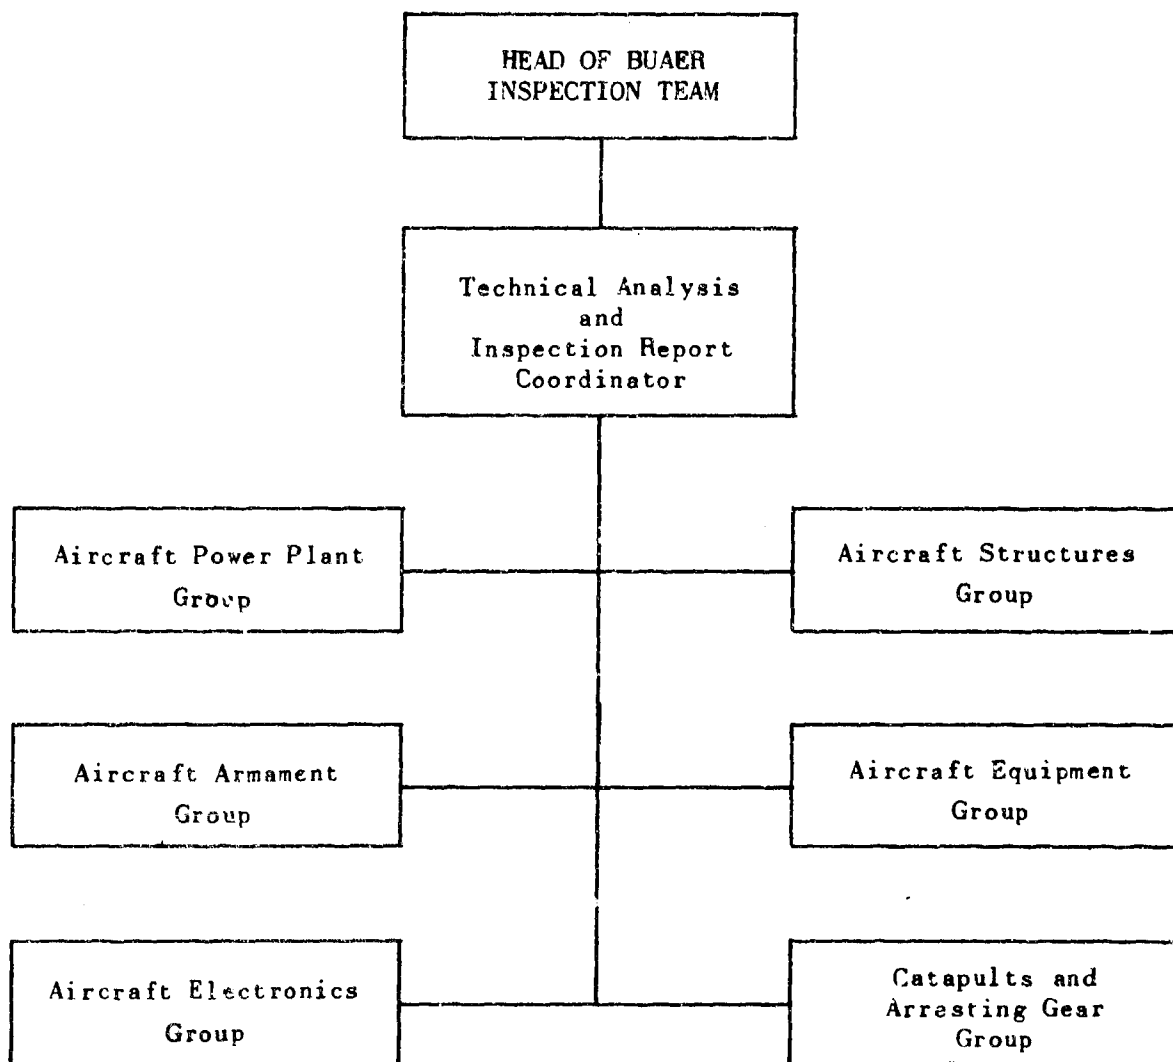 HEAD OF BUAER
INSPECTION TEAM
Technical Analysis
and
Inspection Report
Coordinator
Aircraft Power Plant
Group
Aircraft Structures
Group
Aircraft Armament
Group
Aircraft Equipment
Group
Aircraft Electronics
Group
Catapults and
Arresting Gear
Group